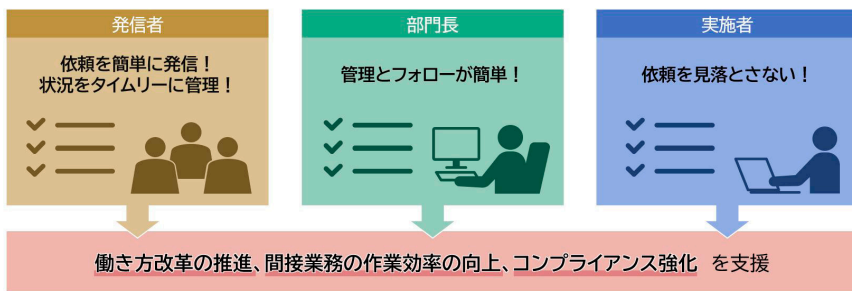 発信者
依頼を簡単に発信！
状況をタイムリーに管理！
部門長
管理とフォローが簡単！
実施者
依頼を見落とさない！
働き方改革の推進、間接業務の作業効率の向上、コンプライアンス強化 を支援